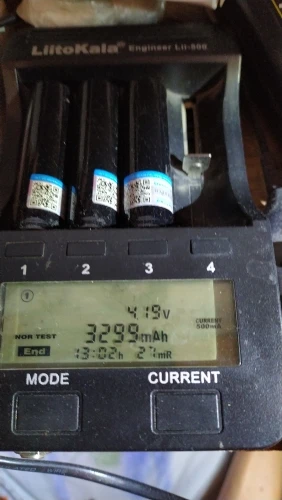 LiitoKala Engineer Lii-500
1 2 3 4
1
4.19v
CURRENT
500mA
NOR TEST 3299mAh
End 13:02h 27mR
MODE CURRENT